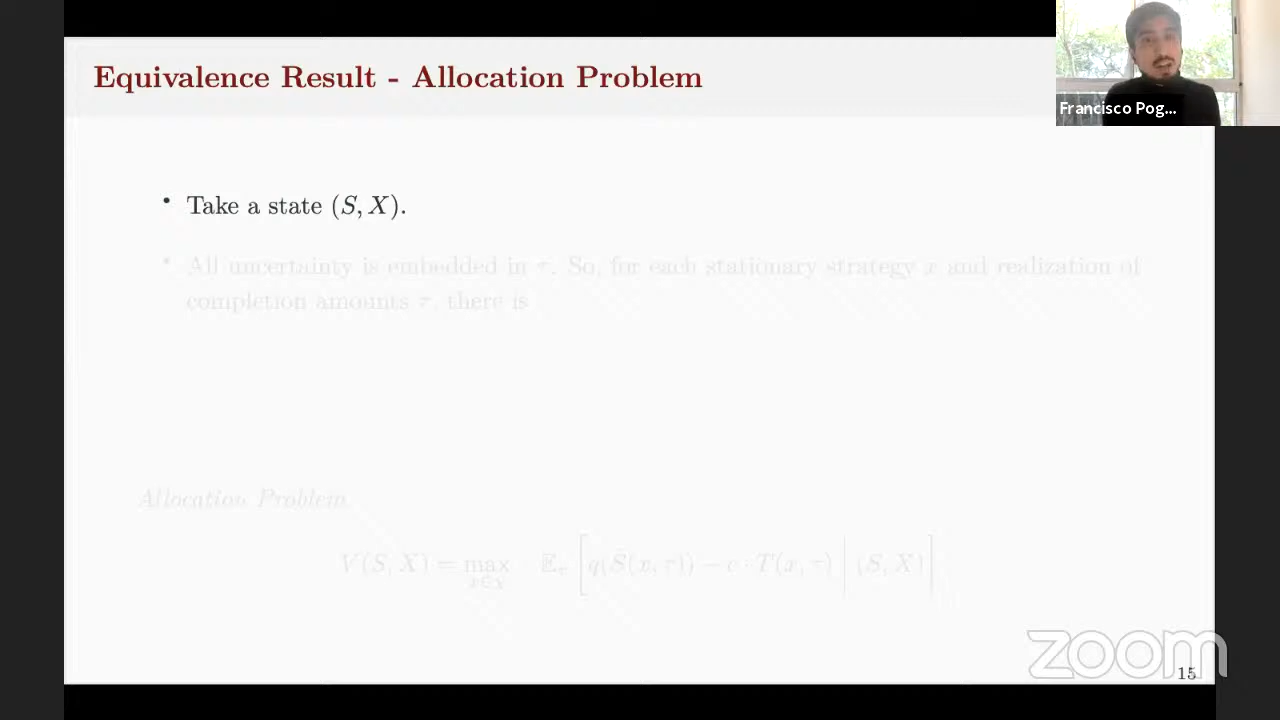 Equivalence Result - Allocation Problem
Francisco Pog...
• Take a state (S, X).
• All uncertainty is embedded in τ. So, for each stationary strategy x and realization of
completion amounts τ, there is
Allocation Problem
V(S, X) = max x∈χ 𝔼τ [ q(S̄(x, τ)) − c · T(x, τ) | (S, X) ]
zoom
15